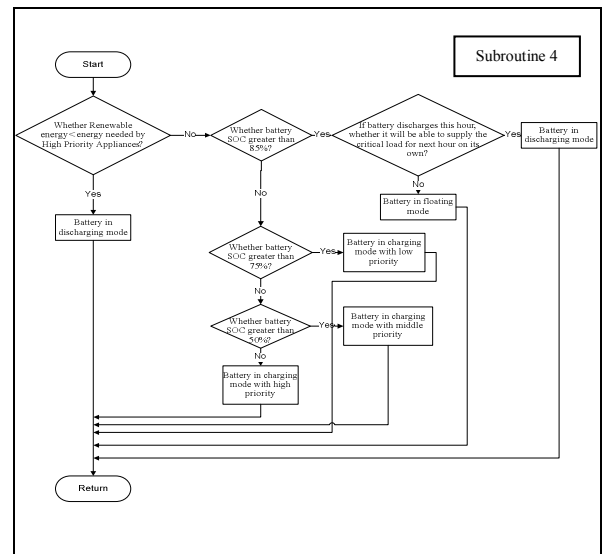 Subroutine 4
Start
Whether Renewable
energy<energy needed by
High Priority Appliances?
No
Whether battery
SOC greater than
85%?
Yes
If battery discharges this hour,
whether it will be able to supply the
critical load for next hour on its
own?
Yes
Battery in
discharging mode
Yes
No
No
Battery in
discharging mode
Battery in floating
mode
Whether battery
SOC greater than
75%?
Yes
Battery in charging
mode with low
priority
No
Whether battery
SOC greater than
50%?
Yes
Battery in charging
mode with middle
priority
No
Battery in charging
mode with high
priority
Return